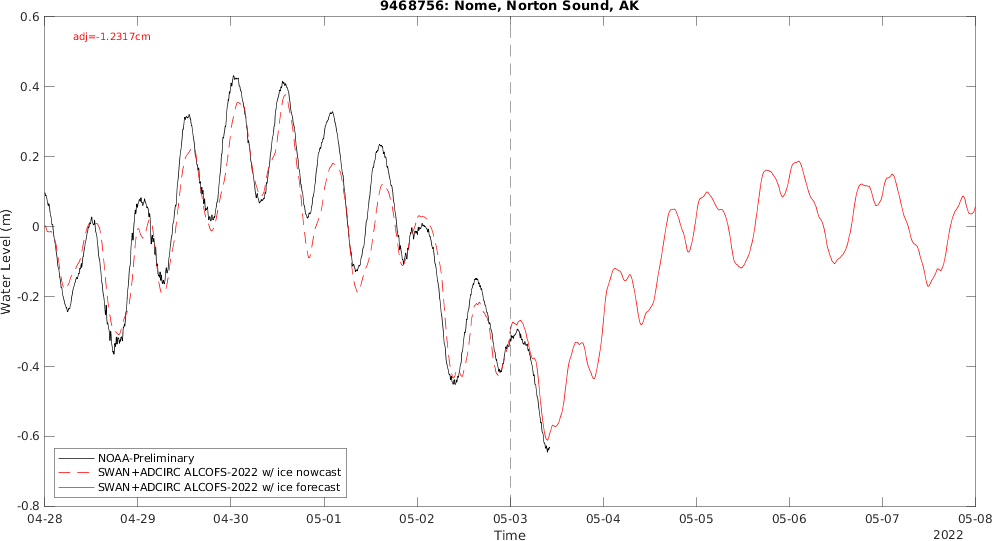 9468756: Nome, Norton Sound, AK
adj=-1.2317cm
0.6
0.4
0.2
0
-0.2
-0.4
-0.6
-0.8
Water Level (m)
NOAA-Preliminary
SWAN+ADCIRC ALCOFS-2022 w/ ice nowcast
SWAN+ADCIRC ALCOFS-2022 w/ ice forecast
04-28 04-29 04-30 05-01 05-02 05-03 05-04 05-05 05-06 05-07 05-08
Time
2022